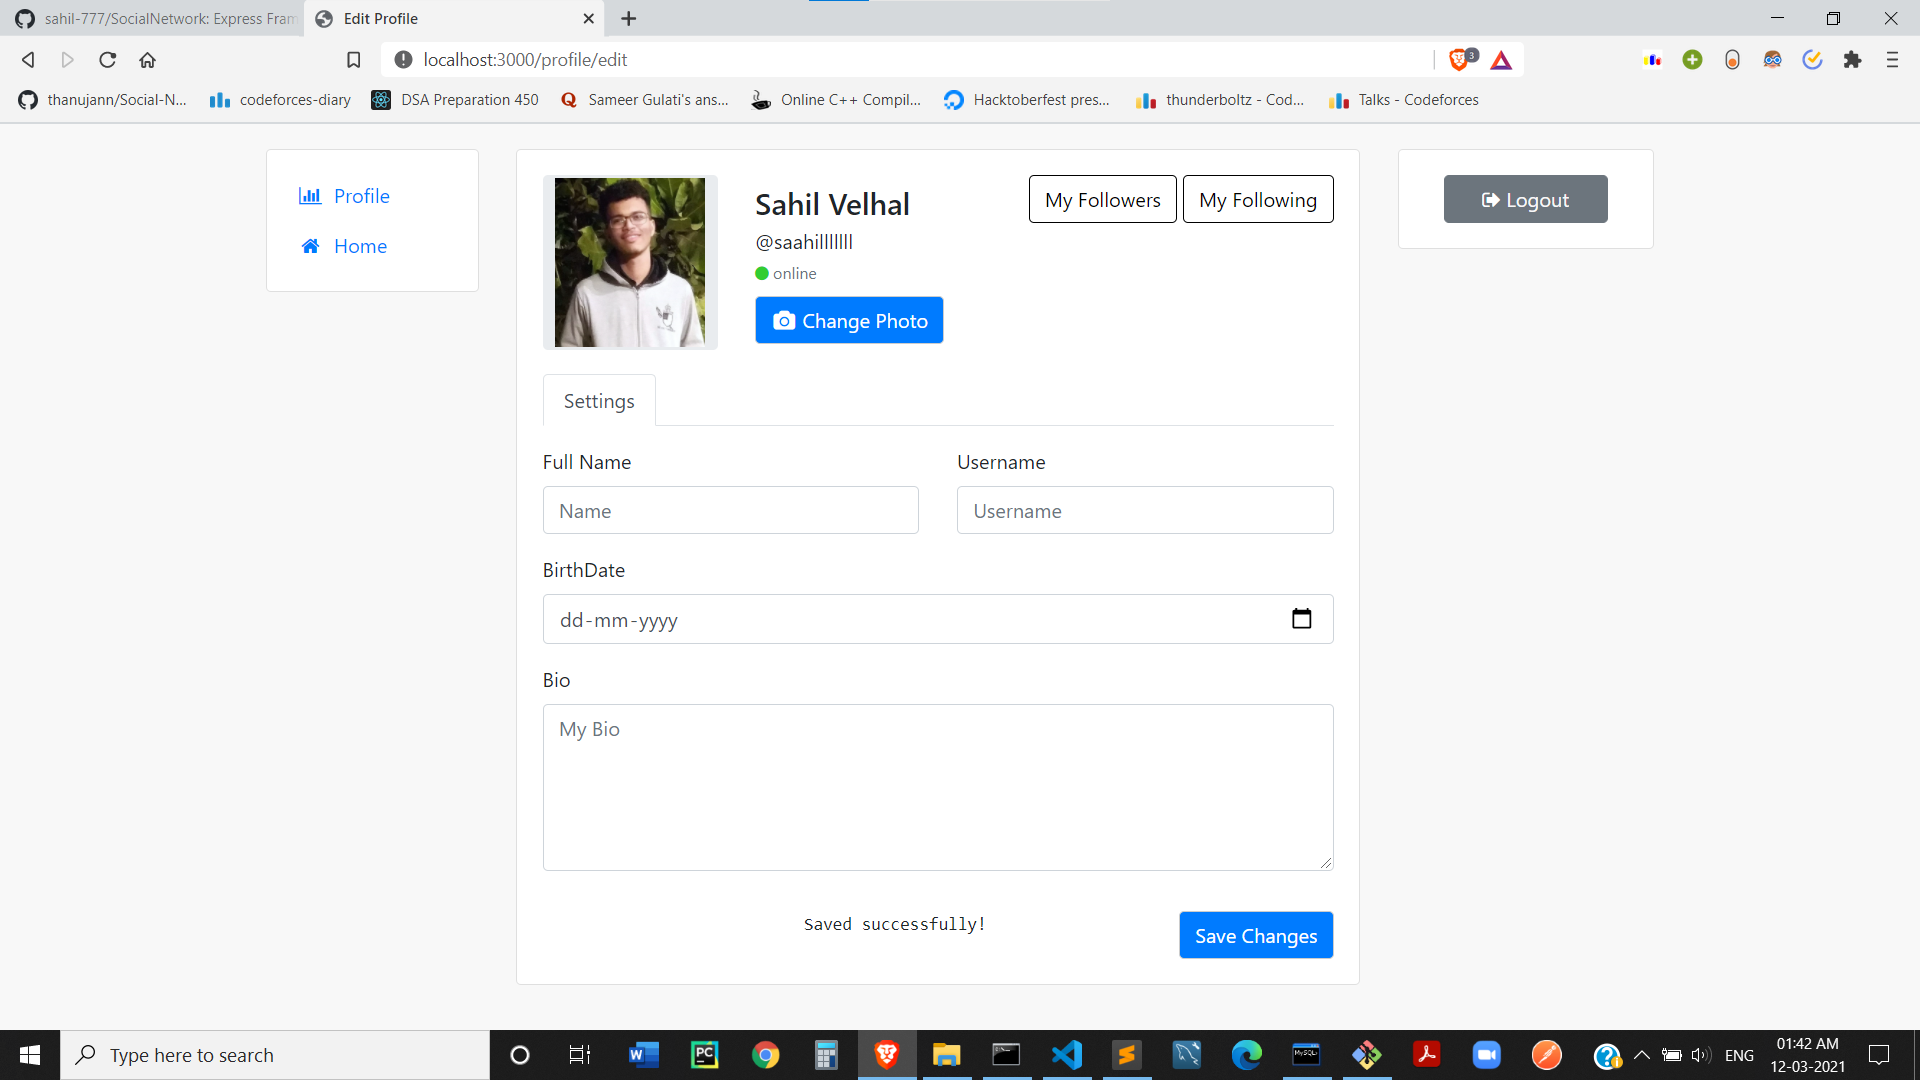 sahil-777/SocialNetwork: Express Fram
Edit Profile
localhost:3000/profile/edit
3
thanujann/Social-N...
codeforces-diary
DSA Preparation 450
Sameer Gulati's ans...
Online C++ Compil...
Hacktoberfest pres...
thunderboltz - Cod...
Talks - Codeforces
Profile
Home
Sahil Velhal
@saahilllllll
online
Change Photo
My Followers
My Following
Logout
Settings
Full Name
Username
Name
Username
BirthDate
dd-mm-yyyy
Bio
My Bio
Saved successfully!
Save Changes
Type here to search
W
PC
MySQL
ENG
01:42 AM
12-03-2021